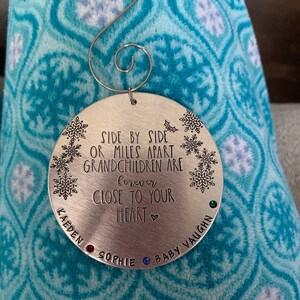 SIDE BY SIDE
OR MILES APART
GRANDCHILDREN ARE
forever
CLOSE TO YOUR
HEART
KAEDEN SOPHIE BABY VAUGHN